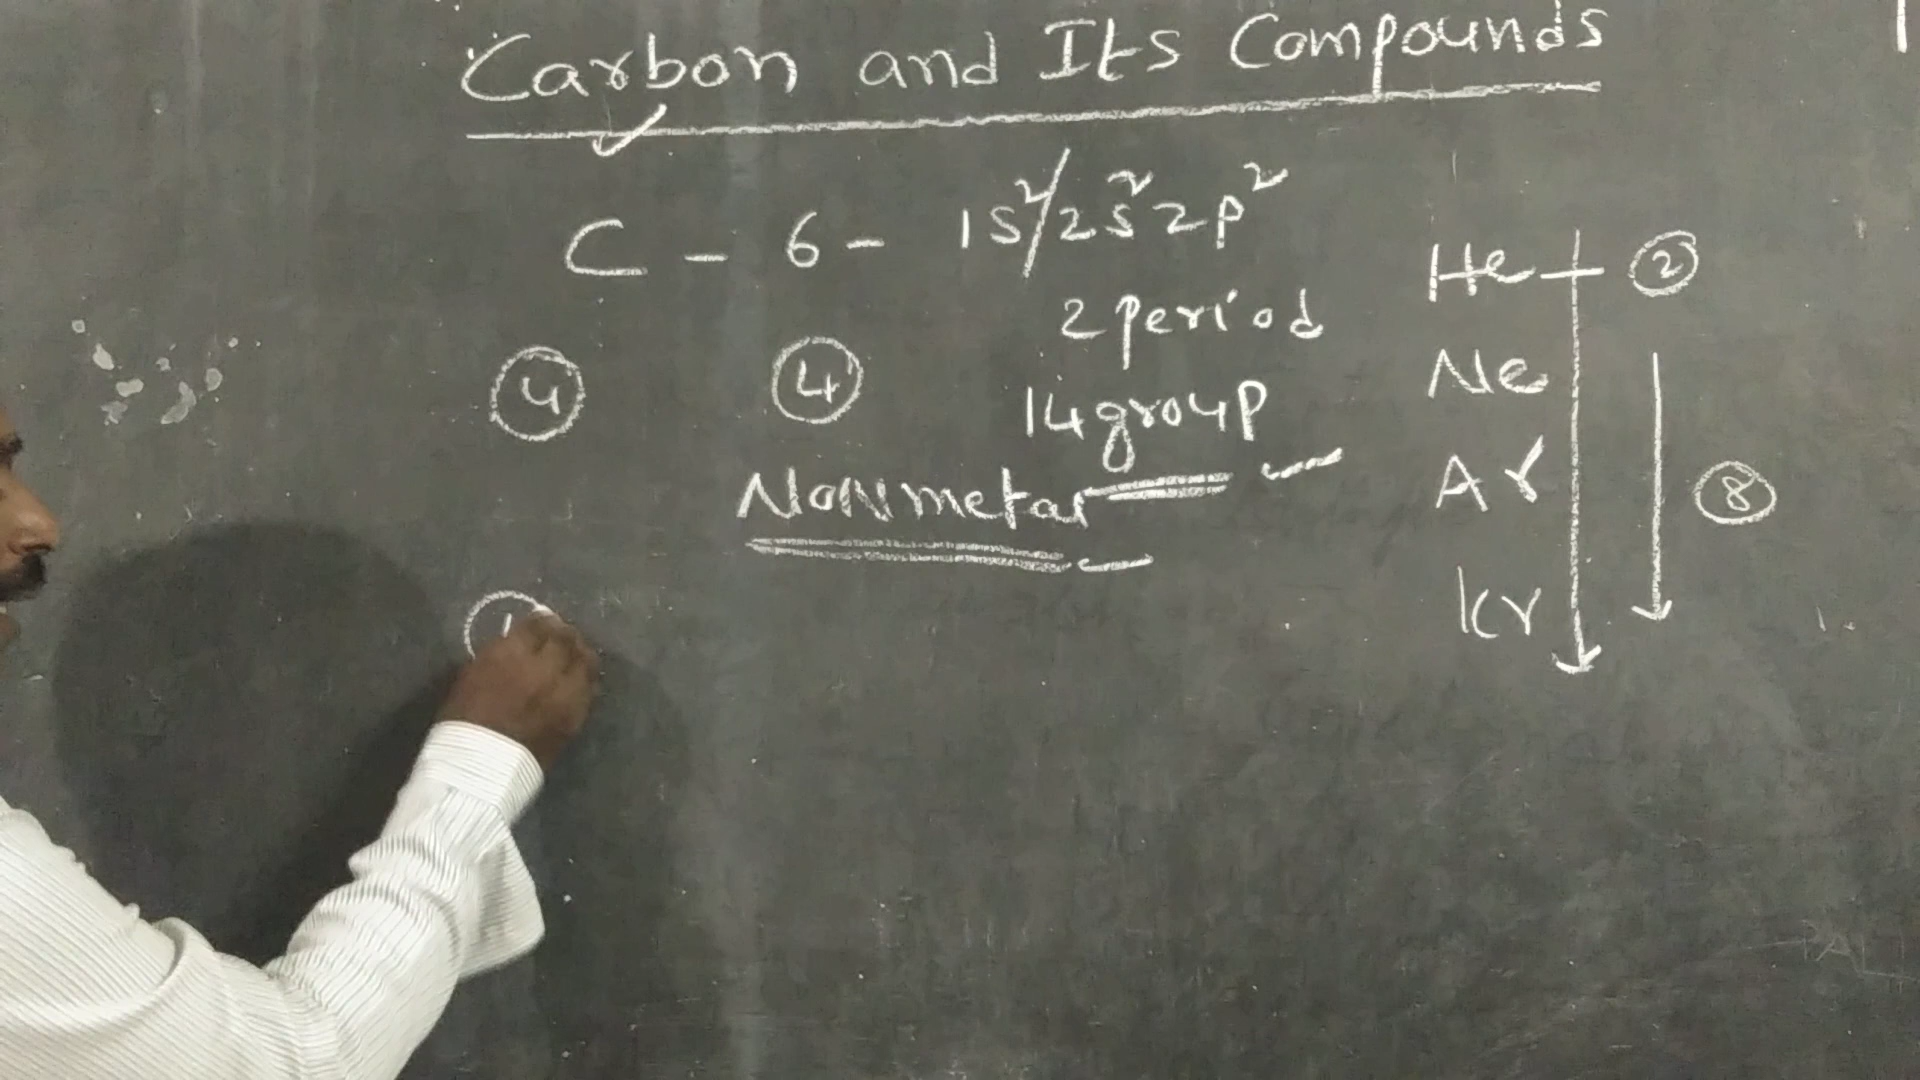 Carbon and Its Compounds
C - 6 - 1s²/2s²2p²
2 period
④ ④
14 group
Nonmetal
He ②
Ne
Ar ⑧
Kr